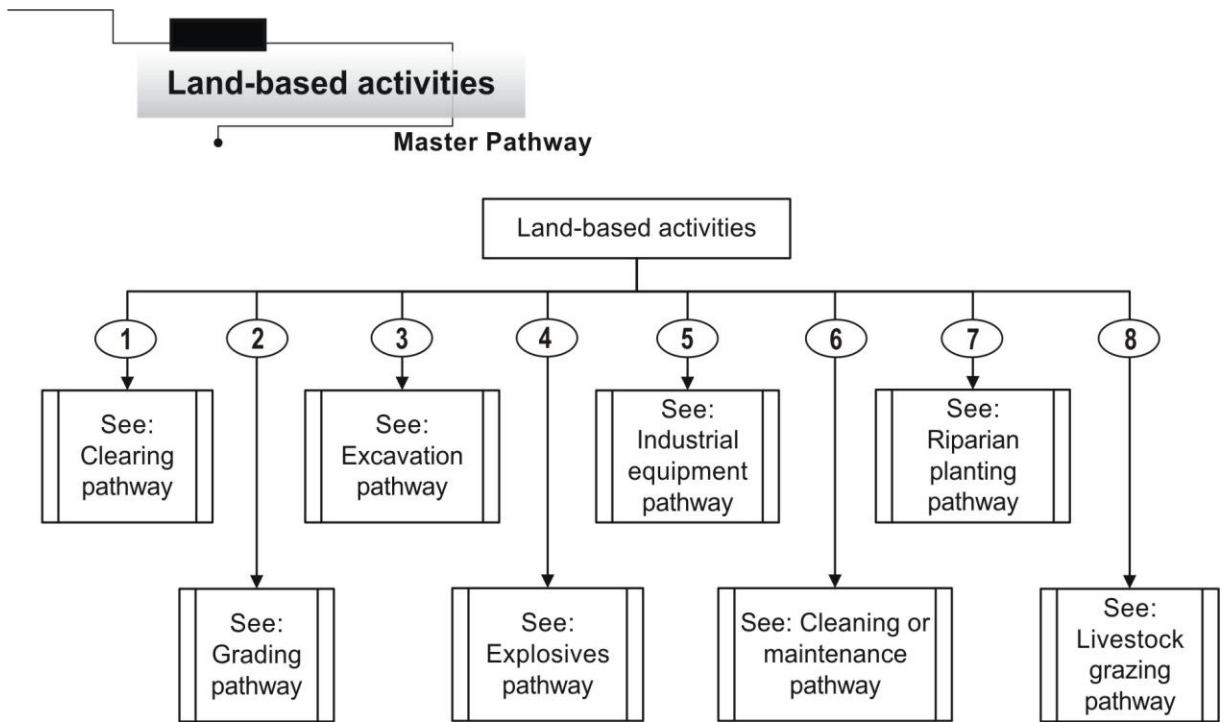 Land-based activities
Master Pathway
Land-based activities
1
2
3
4
5
6
7
8
See:
Clearing
pathway
See:
Excavation
pathway
See:
Industrial
equipment
pathway
See:
Riparian
planting
pathway
See:
Grading
pathway
See:
Explosives
pathway
See: Cleaning or
maintenance
pathway
See:
Livestock
grazing
pathway